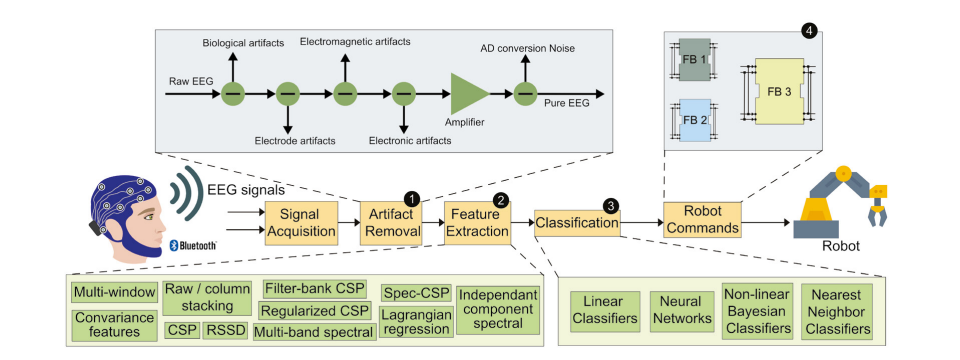 Biological artifacts
Electromagnetic artifacts
AD conversion Noise
Raw EEG
Pure EEG
Amplifier
Electrode artifacts
Electronic artifacts
4
FB 1
FB 2
FB 3
EEG signals
Bluetooth
Signal
Acquisition
1
Artifact
Removal
2
Feature
Extraction
3
Classification
Robot
Commands
Robot
Multi-window
Convariance
features
Raw / column
stacking
CSP
RSSD
Filter-bank CSP
Regularized CSP
Multi-band spectral
Spec-CSP
Lagrangian
regression
Independant
component
spectral
Linear
Classifiers
Neural
Networks
Non-linear
Bayesian
Classifiers
Nearest
Neighbor
Classifiers